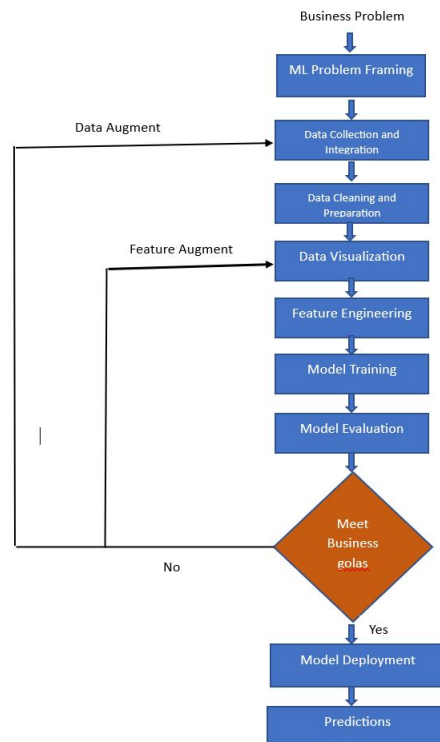 Business Problem
ML Problem Framing
Data Augment
Data Collection and
Integration
Data Cleaning and
Preparation
Feature Augment
Data Visualization
Feature Engineering
Model Training
Model Evaluation
Meet
Business
golas
No
Yes
Model Deployment
Predictions